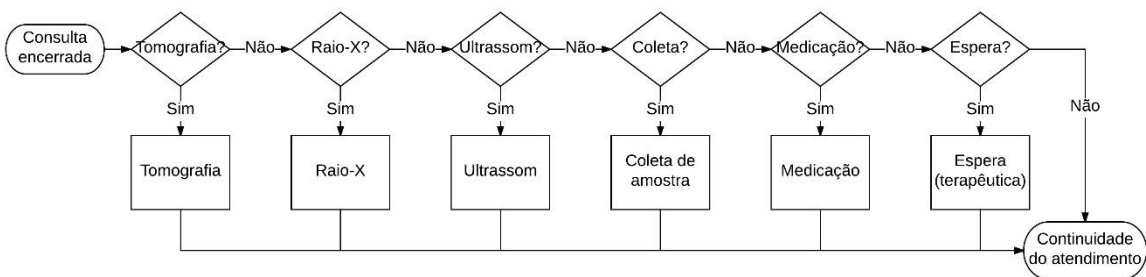 Consulta
encerrada
Tomografia?
Não
Raio-X?
Não
Ultrassom?
Não
Coleta?
Não
Medicação?
Não
Espera?
Sim
Sim
Sim
Sim
Sim
Sim
Não
Tomografia
Raio-X
Ultrassom
Coleta de
amostra
Medicação
Espera
(terapêutica)
Continuidade
do atendimento